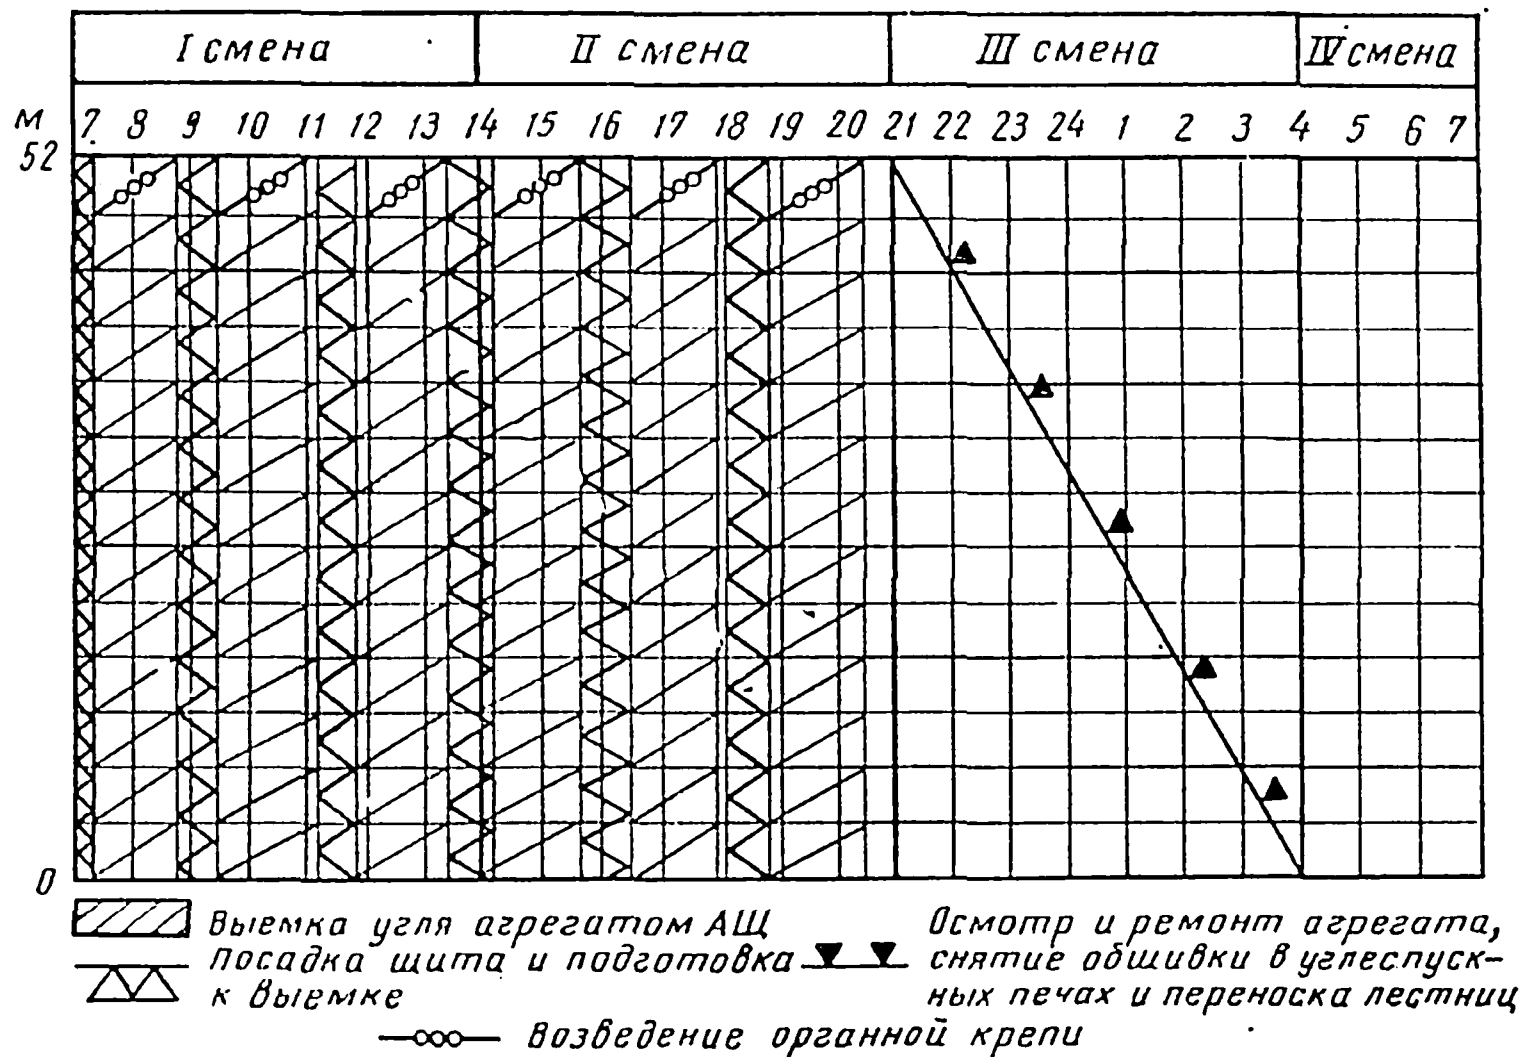 I смена II смена III смена IV смена
м 7 8 9 10 11 12 13 14 15 16 17 18 19 20 21 22 23 24 1 2 3 4 5 6 7
52
0
Выемка угля агрегатом АЩ
Посадка щита и подготовка
к выемке
Осмотр и ремонт агрегата,
снятие обшивки в углеспуск-
ных печах и переноска лестниц
Возведение органной крепи